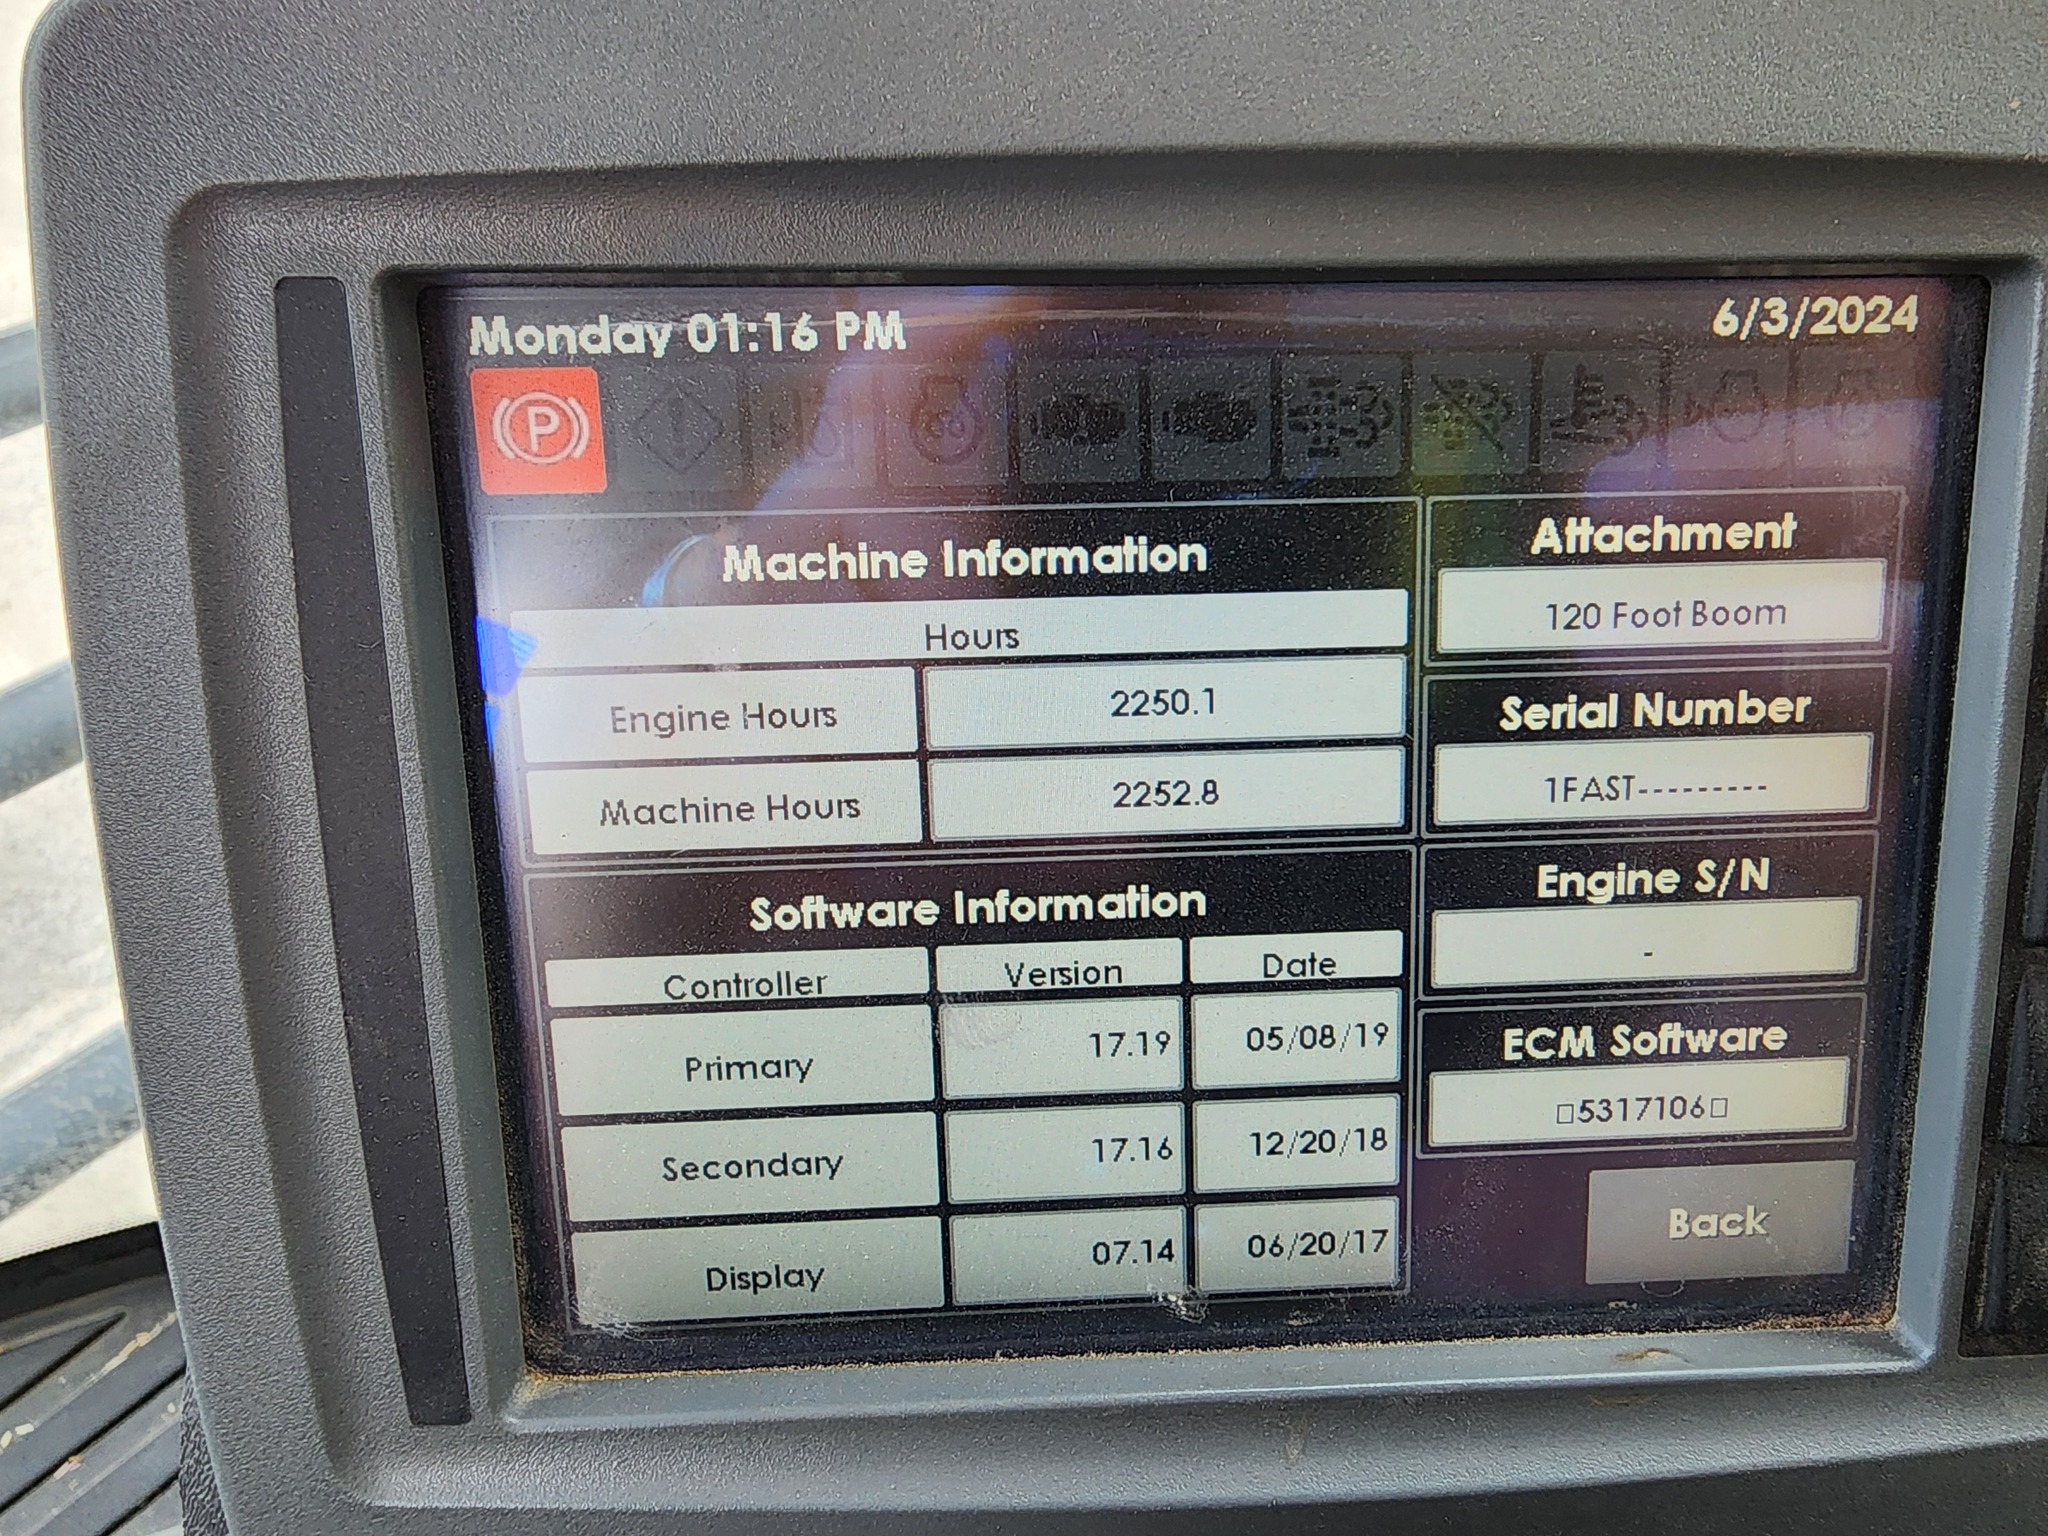 Monday 01:16 PM 6/3/2024
P
Machine Information
Hours
Engine Hours 2250.1
Machine Hours 2252.8
Software Information
Controller Version Date
Primary 17.19 05/08/19
Secondary 17.16 12/20/18
Display 07.14 06/20/17
Attachment
120 Foot Boom
Serial Number
1FAST---------
Engine S/N
-
ECM Software
□5317106□
Back